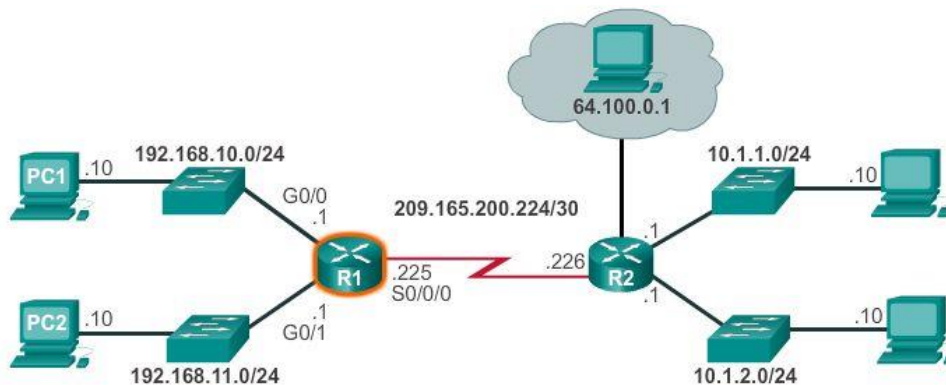 64.100.0.1
192.168.10.0/24
10.1.1.0/24
PC1
.10
G0/0
.1
209.165.200.224/30
.10
.1
R1
.225
S0/0/0
.226
R2
.1
.1
G0/1
PC2
.10
192.168.11.0/24
.10
10.1.2.0/24